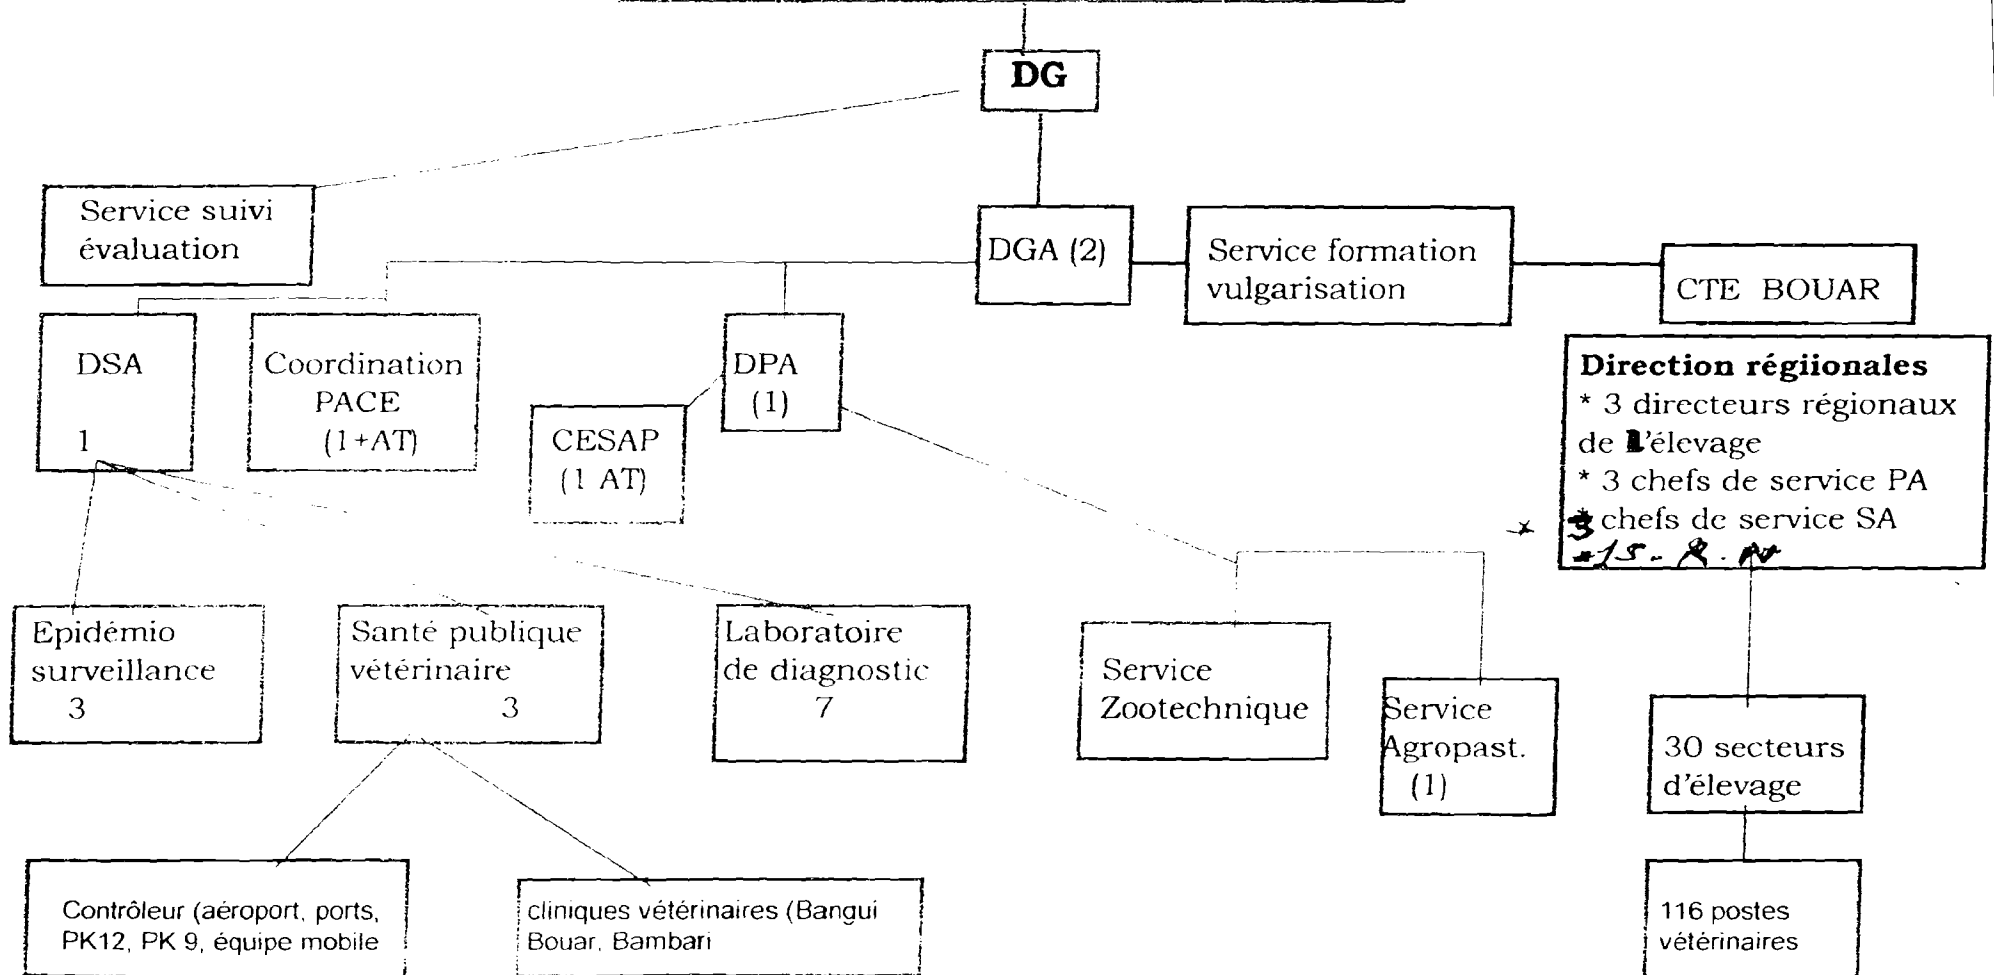 DG
Service suivi
évaluation
DGA (2)
Service formation
vulgarisation
CTE BOUAR
DSA
1
Coordination
PACE
(1+AT)
CESAP
(1 AT)
DPA
(1)
Direction régiionales
* 3 directeurs régionaux
de l'élevage
* 3 chefs de service PA
* 3 chefs de service SA
Epidémio
surveillance
3
Santé publique
vétérinaire
3
Laboratoire
de diagnostic
7
Service
Zootechnique
Service
Agropast.
(1)
30 secteurs
d'élevage
Contrôleur (aéroport, ports,
PK12, PK 9, équipe mobile
cliniques vétérinaires (Bangui
Bouar, Bambari
116 postes
vétérinaires